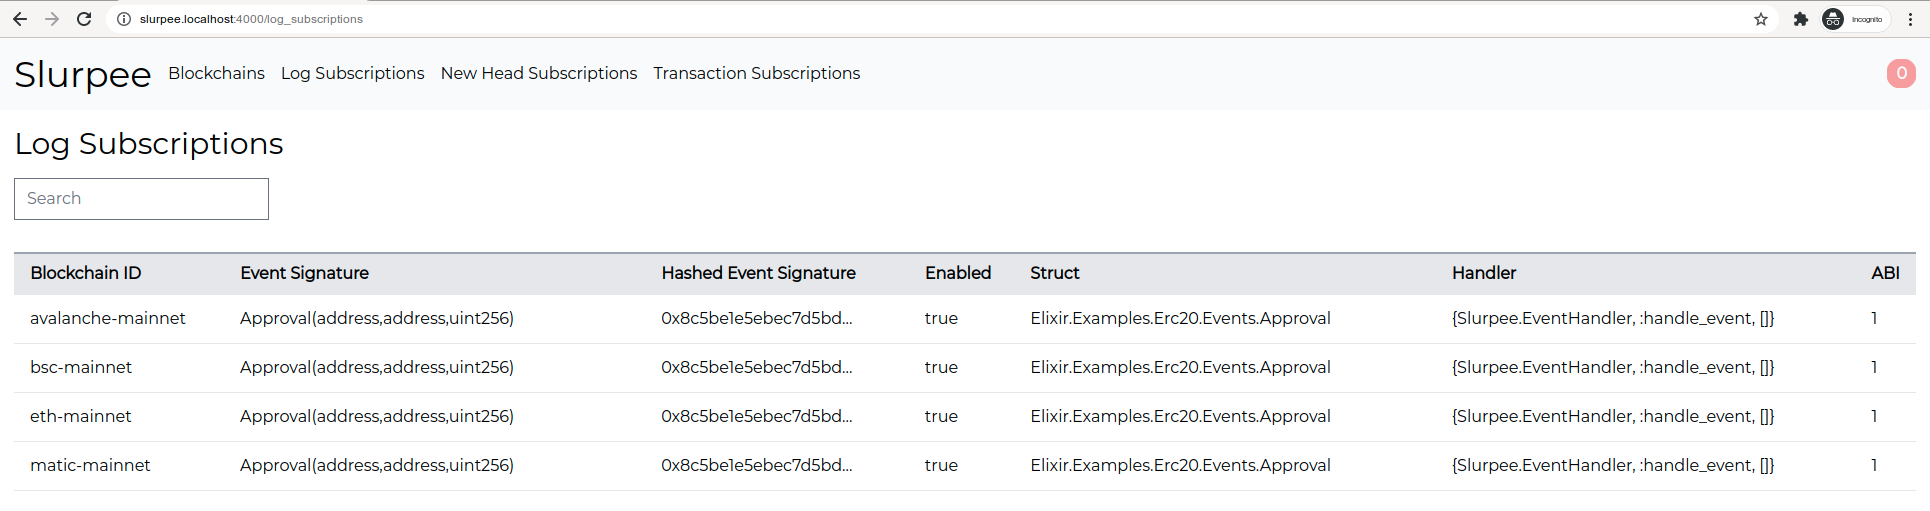 slurpee.localhost:4000/log_subscriptions
Incognito
Slurpee Blockchains Log Subscriptions New Head Subscriptions Transaction Subscriptions 0
Log Subscriptions
Search
Blockchain ID Event Signature Hashed Event Signature Enabled Struct Handler ABI
avalanche-mainnet Approval(address,address,uint256) 0x8c5be1e5ebec7d5bd... true Elixir.Examples.Erc20.Events.Approval {Slurpee.EventHandler, :handle_event, []} 1
bsc-mainnet Approval(address,address,uint256) 0x8c5be1e5ebec7d5bd... true Elixir.Examples.Erc20.Events.Approval {Slurpee.EventHandler, :handle_event, []} 1
eth-mainnet Approval(address,address,uint256) 0x8c5be1e5ebec7d5bd... true Elixir.Examples.Erc20.Events.Approval {Slurpee.EventHandler, :handle_event, []} 1
matic-mainnet Approval(address,address,uint256) 0x8c5be1e5ebec7d5bd... true Elixir.Examples.Erc20.Events.Approval {Slurpee.EventHandler, :handle_event, []} 1